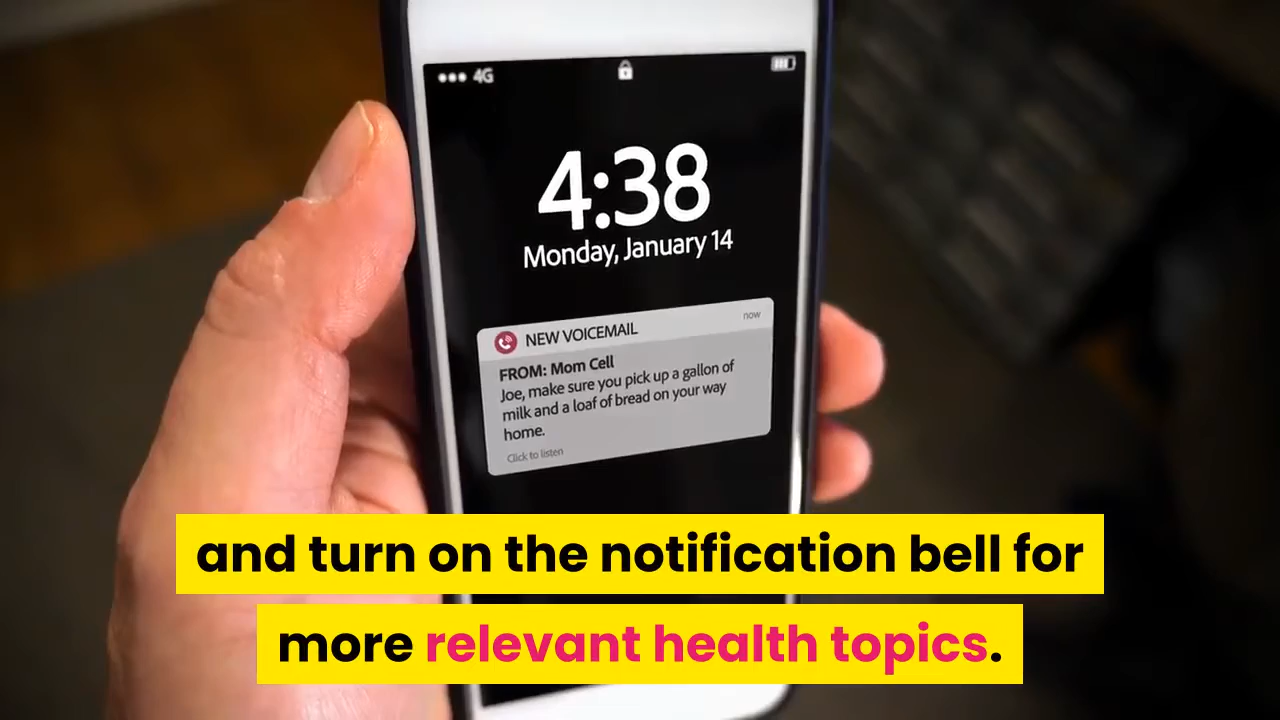 ••• 4G
4:38
Monday, January 14
NEW VOICEMAIL
now
FROM: Mom Cell
Joe, make sure you pick up a gallon of
milk and a loaf of bread on your way
home.
Click to listen
and turn on the notification bell for
more relevant health topics.